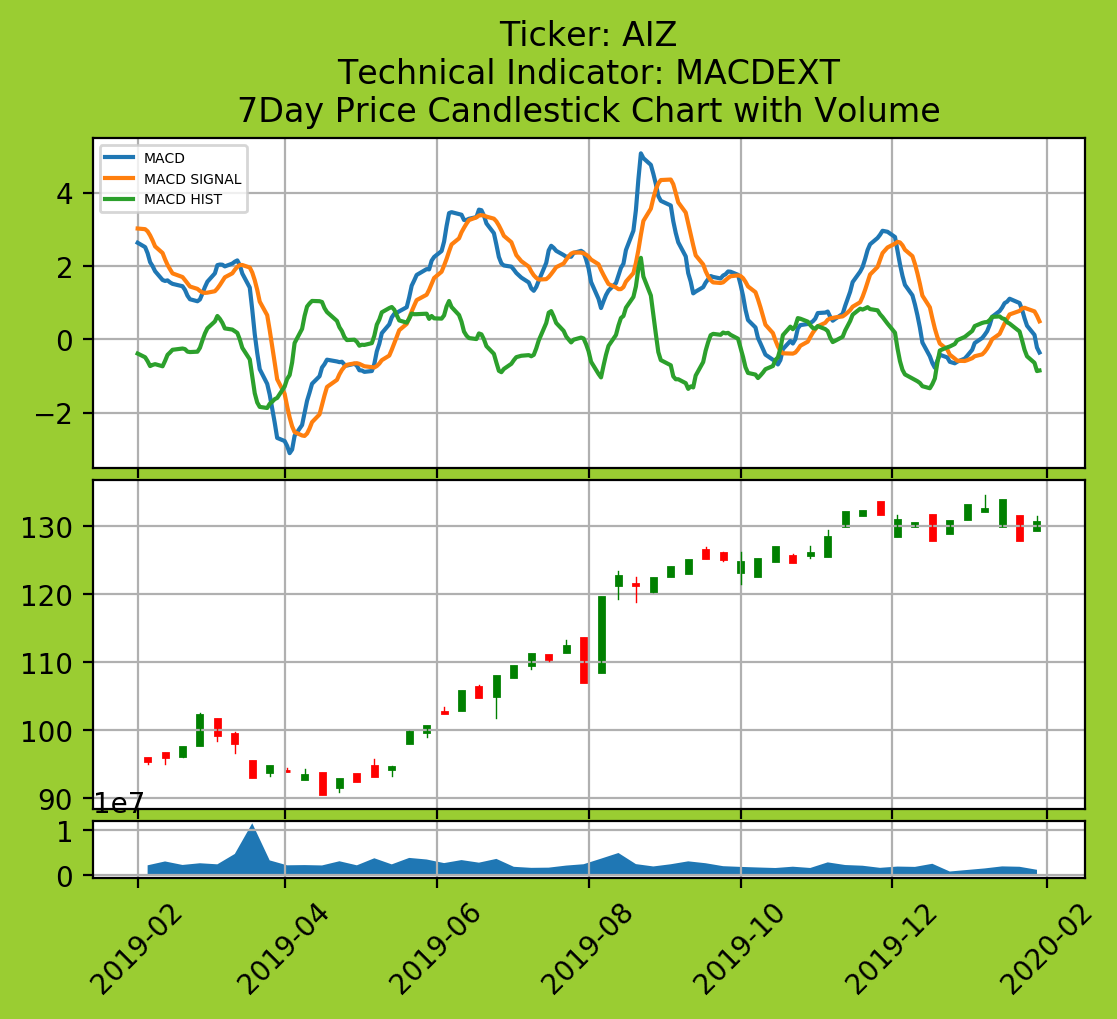 Ticker: AIZ
Technical Indicator: MACDEXT
7Day Price Candlestick Chart with Volume
MACD
MACD SIGNAL
MACD HIST
4
2
0
−2
130
120
110
100
90
1e7
1
0
2019-02
2019-04
2019-06
2019-08
2019-10
2019-12
2020-02